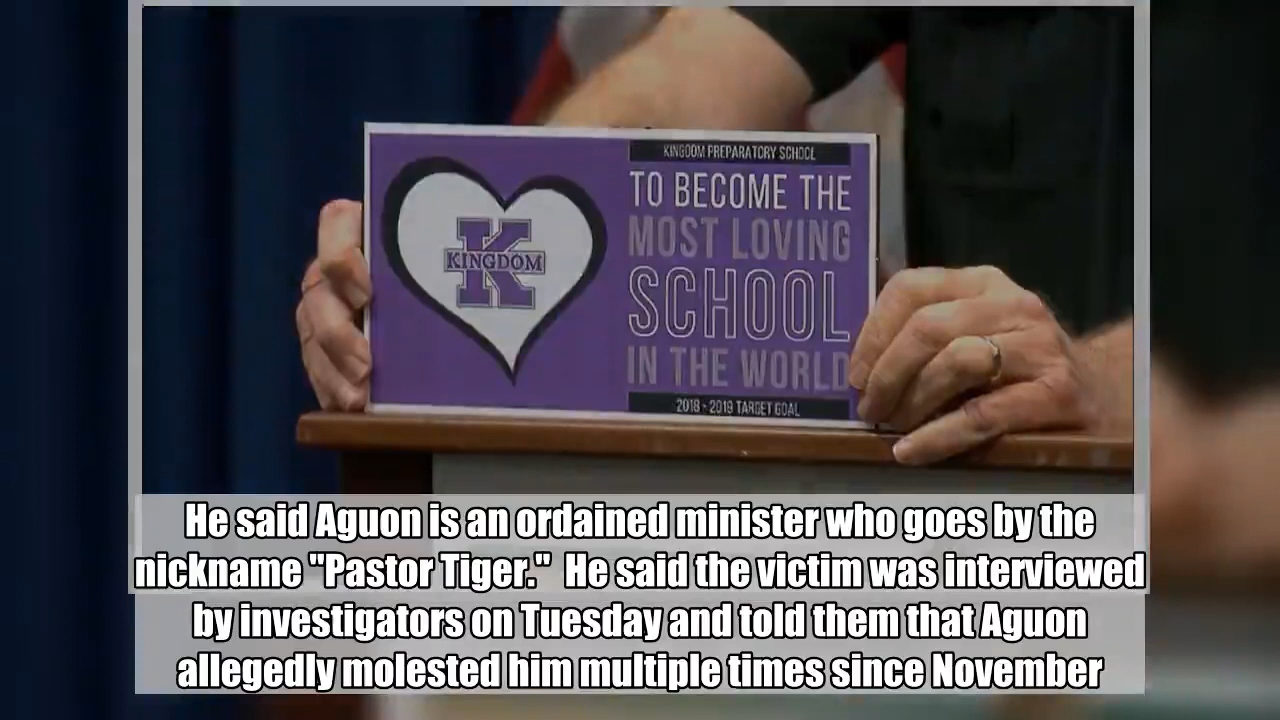 KINGDOM PREPARATORY SCHOOL
TO BECOME THE
MOST LOVING
SCHOOL
IN THE WORLD
2018 - 2019 TARGET GOAL
K
KINGDOM
He said Aguon is an ordained minister who goes by the
nickname "Pastor Tiger."  He said the victim was interviewed
by investigators on Tuesday and told them that Aguon
allegedly molested him multiple times since November